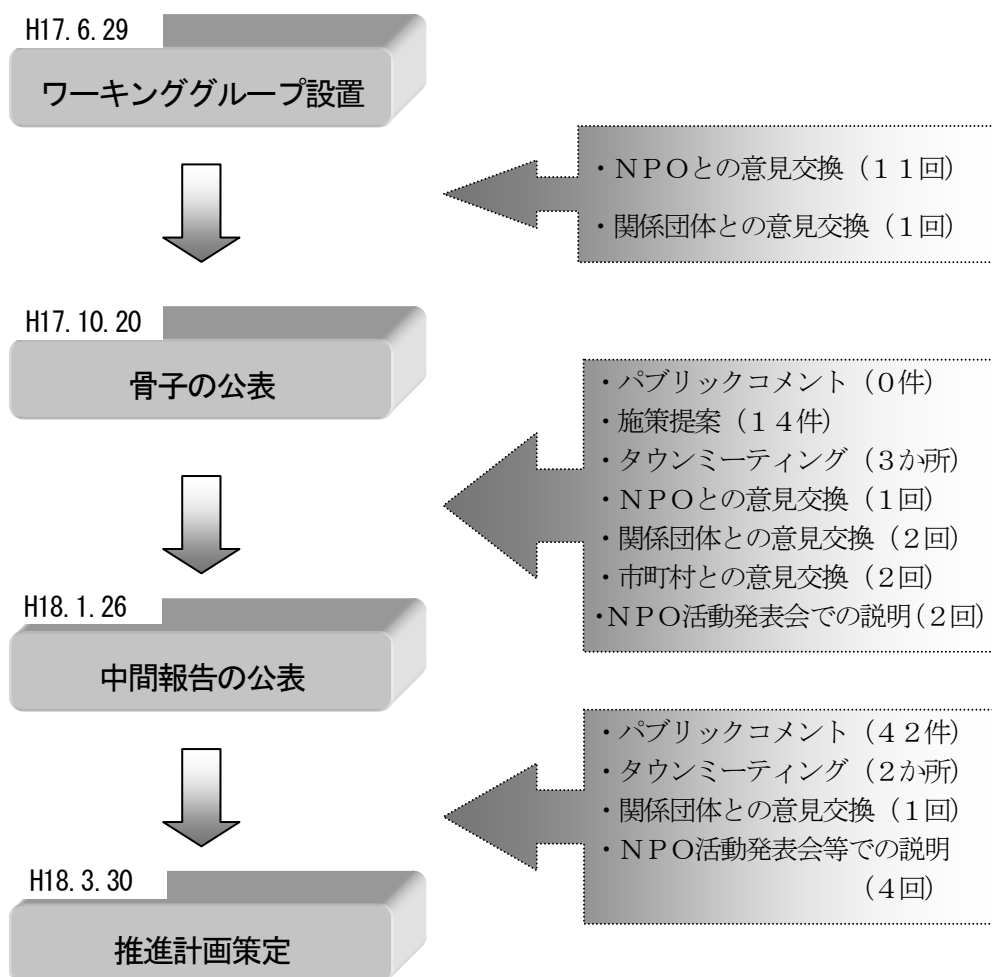 H17.6.29
ワーキンググループ設置
・ＮＰＯとの意見交換（１１回）
・関係団体との意見交換（１回）
H17.10.20
骨子の公表
・パブリックコメント（０件）
・施策提案（１４件）
・タウンミーティング（３か所）
・ＮＰＯとの意見交換（１回）
・関係団体との意見交換（２回）
・市町村との意見交換（２回）
・ＮＰＯ活動発表会での説明（２回）
H18.1.26
中間報告の公表
・パブリックコメント（４２件）
・タウンミーティング（２か所）
・関係団体との意見交換（１回）
・ＮＰＯ活動発表会等での説明
（４回）
H18.3.30
推進計画策定